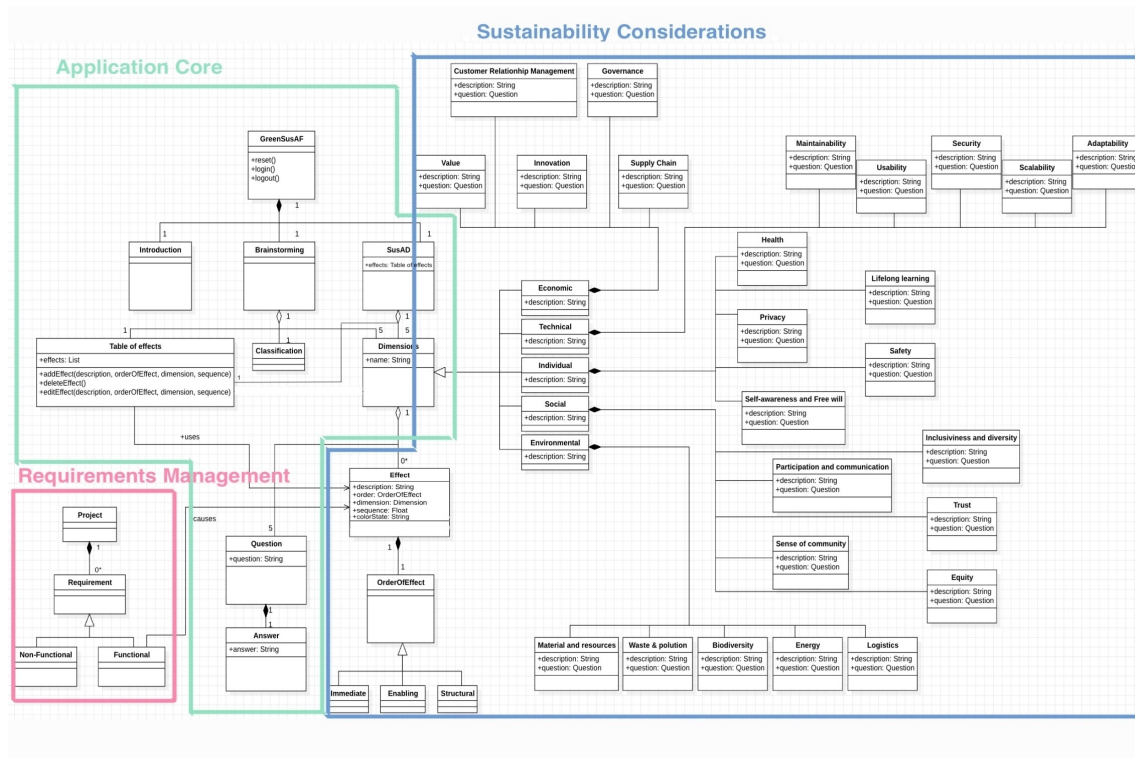 Sustainability Considerations
Application Core
Customer Relationship Management
+description: String
+question: Question
Governance
+description: String
+question: Question
GreenSusAF
+reset()
+login()
+logout()
1
Value
+description: String
+question: Question
Innovation
+description: String
+question: Question
Supply Chain
+description: String
+question: Question
Maintainability
+description: String
+question: Question
Usability
+description: String
+question: Question
Security
+description: String
+question: Question
Scalability
+description: String
+question: Question
Adaptability
+description: String
+question: Question
1
1
1
Introduction
Brainstorming
SusAD
+effects: Table of effects
1
1
1
5
5
1
Table of effects
+effects: List
+addEffect(description, orderOfEffect, dimension, sequence)
+deleteEffect()
+editEffect(description, orderOfEffect, dimension, sequence)
1
Classification
Dimensions
+name: String
1
Economic
+description: String
Technical
+description: String
Individual
+description: String
Social
+description: String
Environmental
+description: String
Health
+description: String
+question: Question
Lifelong learning
+description: String
+question: Question
Privacy
+description: String
+question: Question
Safety
+description: String
+question: Question
Self-awareness and Free will
+description: String
+question: Question
Inclusiveness and diversity
+description: String
+question: Question
Participation and communication
+description: String
+question: Question
Trust
+description: String
+question: Question
Sense of community
+description: String
+question: Question
Equity
+description: String
+question: Question
+uses
0*
Requirements Management
Effect
+description: String
+order: OrderOfEffect
+dimension: Dimension
+sequence: Float
+colorState: String
causes
5
1
1
Project
1
0*
Requirement
Non-Functional
Functional
Question
+question: String
1
1
Answer
+answer: String
OrderOfEffect
Immediate
Enabling
Structural
Material and resources
+description: String
+question: Question
Waste & polution
+description: String
+question: Question
Biodiversity
+description: String
+question: Question
Energy
+description: String
+question: Question
Logistics
+description: String
+question: Question